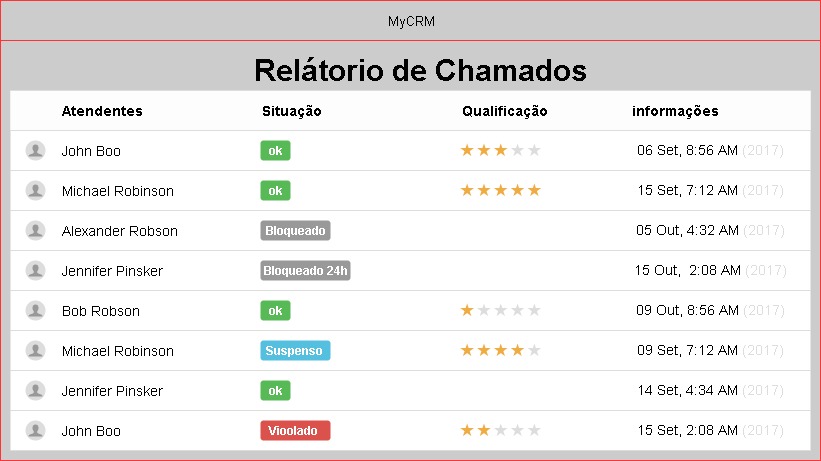 MyCRM
Relátorio de Chamados
Atendentes Situação Qualificação informações
John Boo ok 06 Set, 8:56 AM (2017)
Michael Robinson ok 15 Set, 7:12 AM (2017)
Alexander Robson Bloqueado 05 Out, 4:32 AM (2017)
Jennifer Pinsker Bloqueado 24h 15 Out, 2:08 AM (2017)
Bob Robson ok 09 Out, 8:56 AM (2017)
Michael Robinson Suspenso 09 Set, 7:12 AM (2017)
Jennifer Pinsker ok 14 Set, 4:34 AM (2017)
John Boo Vioolado 15 Set, 2:08 AM (2017)